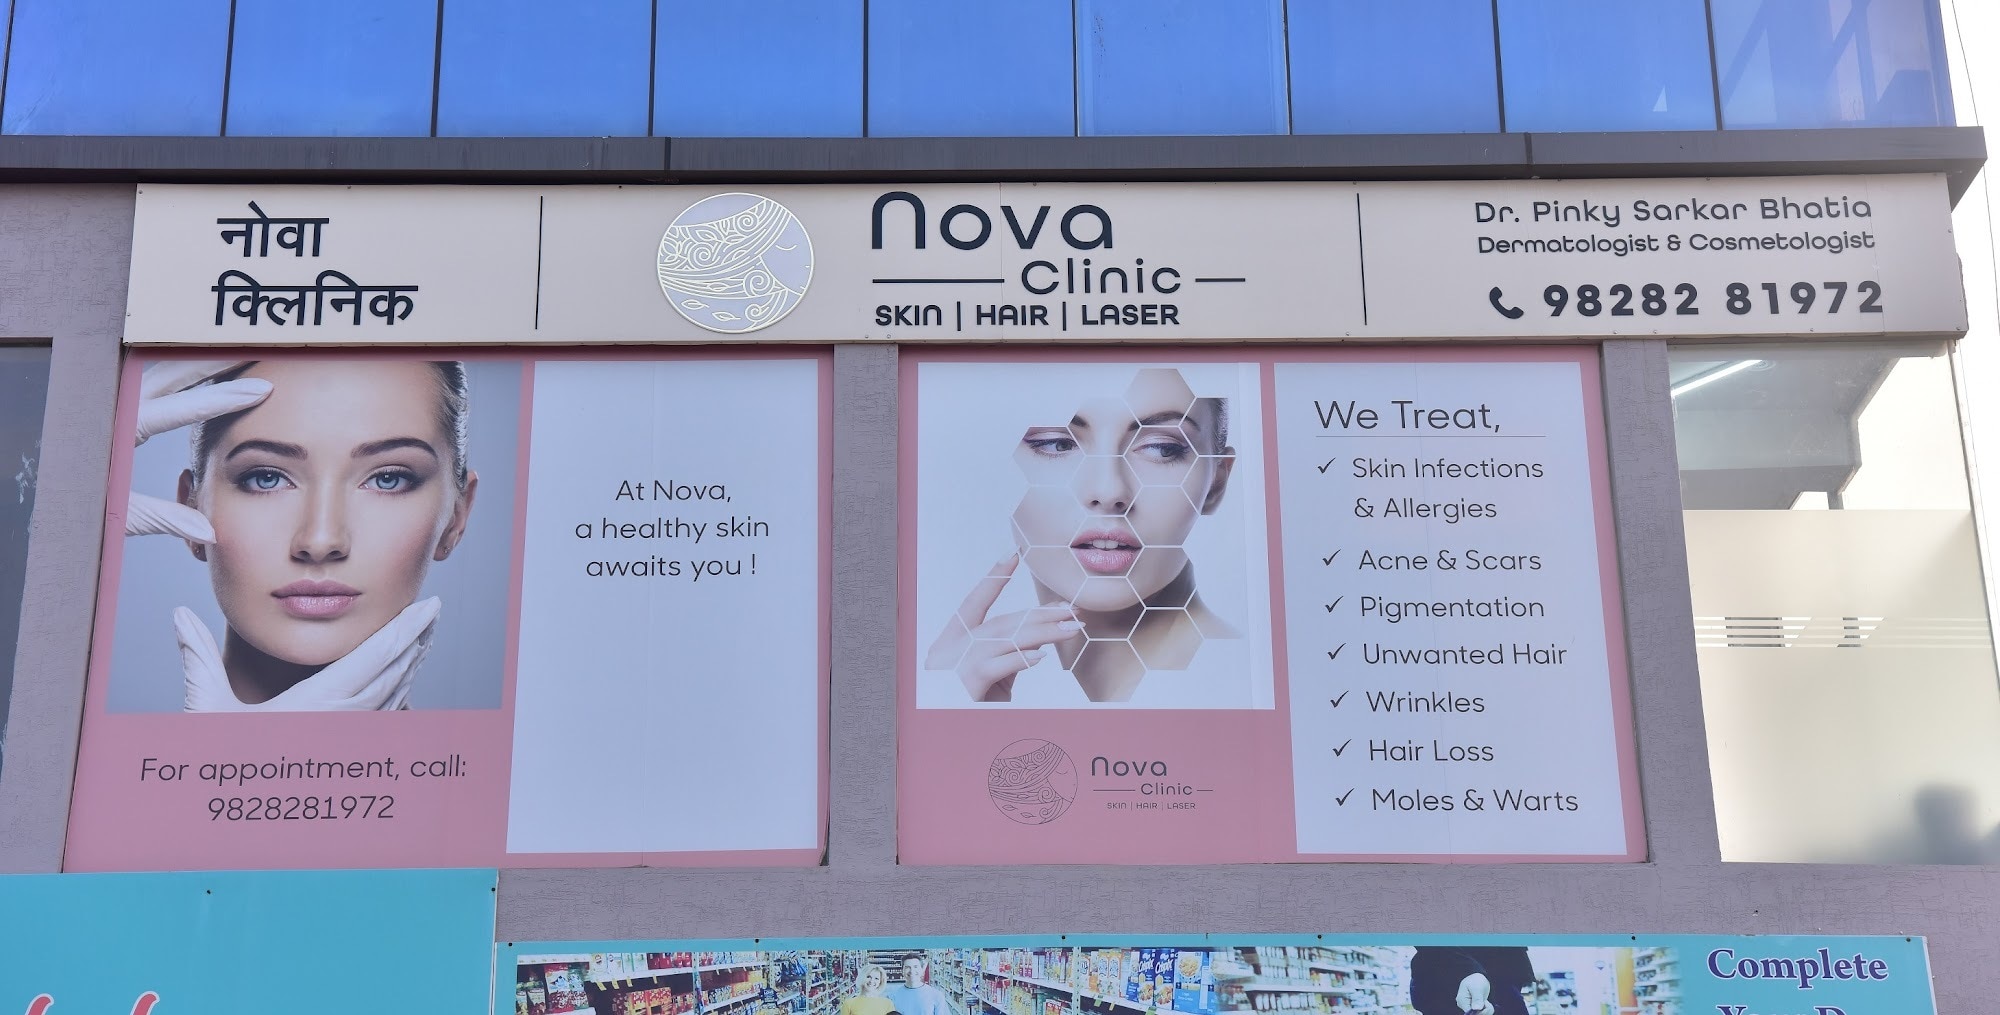 नोवा
क्लिनिक
Nova
Clinic
SKIN | HAIR | LASER
Dr. Pinky Sarkar Bhatia
Dermatologist & Cosmetologist
98282 81972
For appointment, call:
9828281972
At Nova,
a healthy skin
awaits you !
Nova
Clinic
SKIN | HAIR | LASER
We Treat,
✓ Skin Infections
& Allergies
✓ Acne & Scars
✓ Pigmentation
✓ Unwanted Hair
✓ Wrinkles
✓ Hair Loss
✓ Moles & Warts
Complete